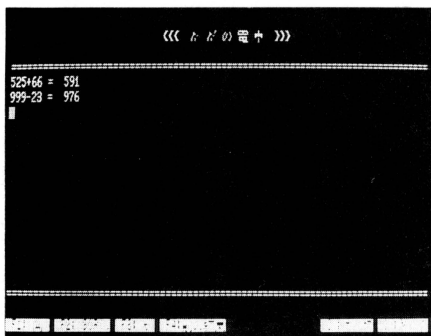 <<< ただの電卓 >>>
525+66 = 591
999-23 = 976